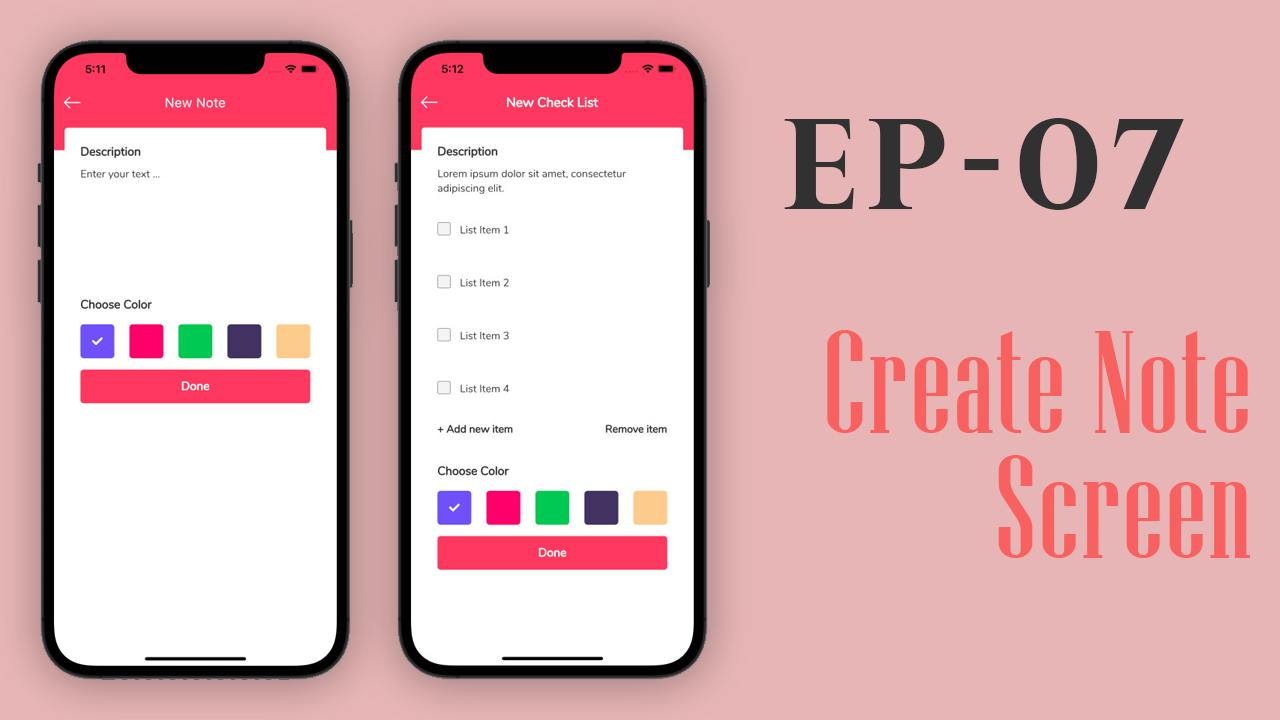 5:11
New Note
Description
Enter your text ...
Choose Color
Done
5:12
New Check List
Description
Lorem ipsum dolor sit amet, consectetur
adipiscing elit.
List Item 1
List Item 2
List Item 3
List Item 4
+ Add new item Remove item
Choose Color
Done
EP-07
Create Note
Screen